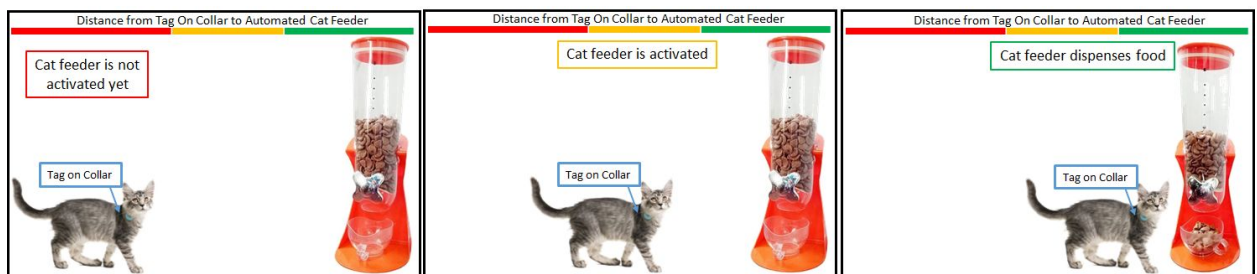 Distance from Tag On Collar to Automated Cat Feeder
Cat feeder is not
activated yet
Tag on Collar
Distance from Tag On Collar to Automated Cat Feeder
Cat feeder is activated
Tag on Collar
Distance from Tag On Collar to Automated Cat Feeder
Cat feeder dispenses food
Tag on Collar